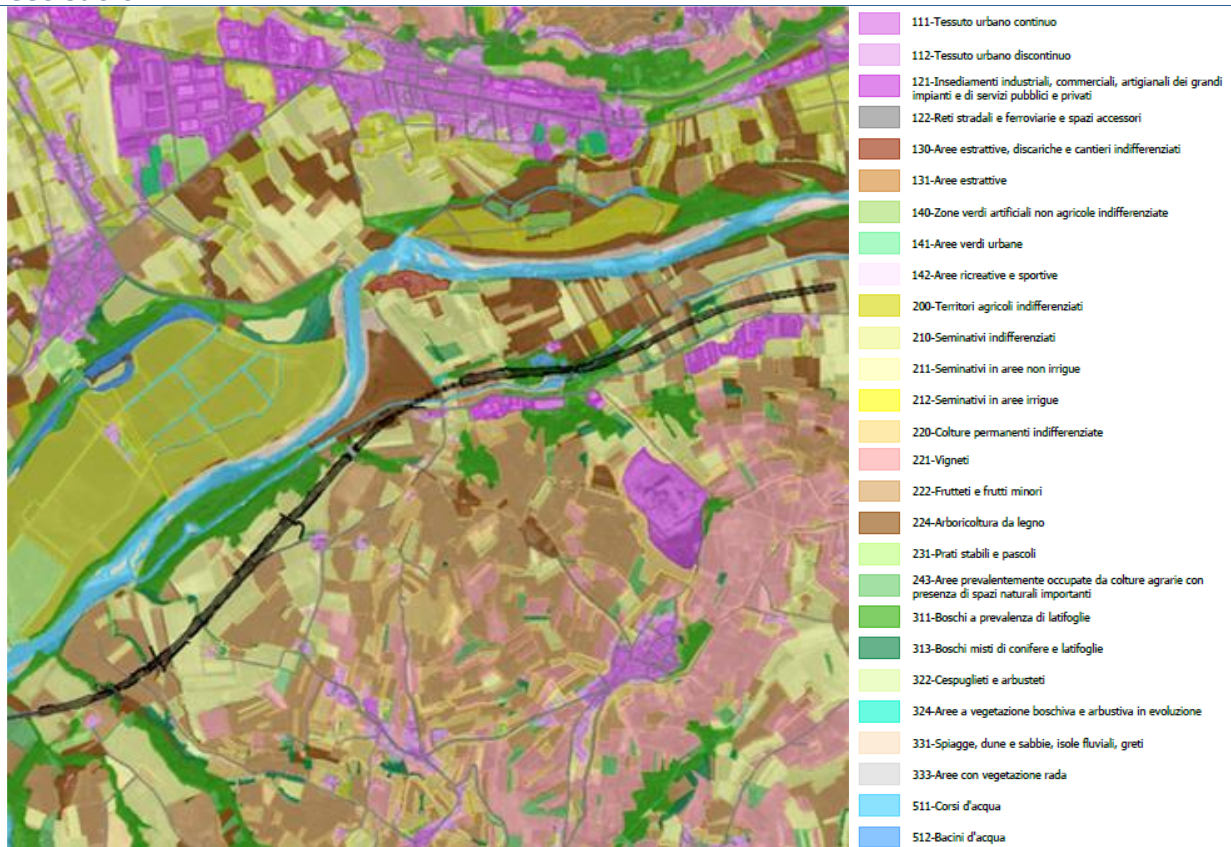 111-Tessuto urbano continuo
112-Tessuto urbano discontinuo
121-Insediamenti industriali, commerciali, artigianali dei grandi
impianti e di servizi pubblici e privati
122-Reti stradali e ferroviarie e spazi accessori
130-Aree estrattive, discariche e cantieri indifferenziati
131-Aree estrattive
140-Zone verdi artificiali non agricole indifferenziate
141-Aree verdi urbane
142-Aree ricreative e sportive
200-Territori agricoli indifferenziati
210-Seminativi indifferenziati
211-Seminativi in aree non irrigue
212-Seminativi in aree irrigue
220-Colture permanenti indifferenziate
221-Vigneti
222-Frutteti e frutti minori
224-Arboricoltura da legno
231-Prati stabili e pascoli
243-Aree prevalentemente occupate da colture agrarie con
presenza di spazi naturali importanti
311-Boschi a prevalenza di latifoglie
313-Boschi misti di conifere e latifoglie
322-Cespuglieti e arbusteti
324-Aree a vegetazione boschiva e arbustiva in evoluzione
331-Spiagge, dune e sabbie, isole fluviali, greti
333-Aree con vegetazione rada
511-Corsi d'acqua
512-Bacini d'acqua